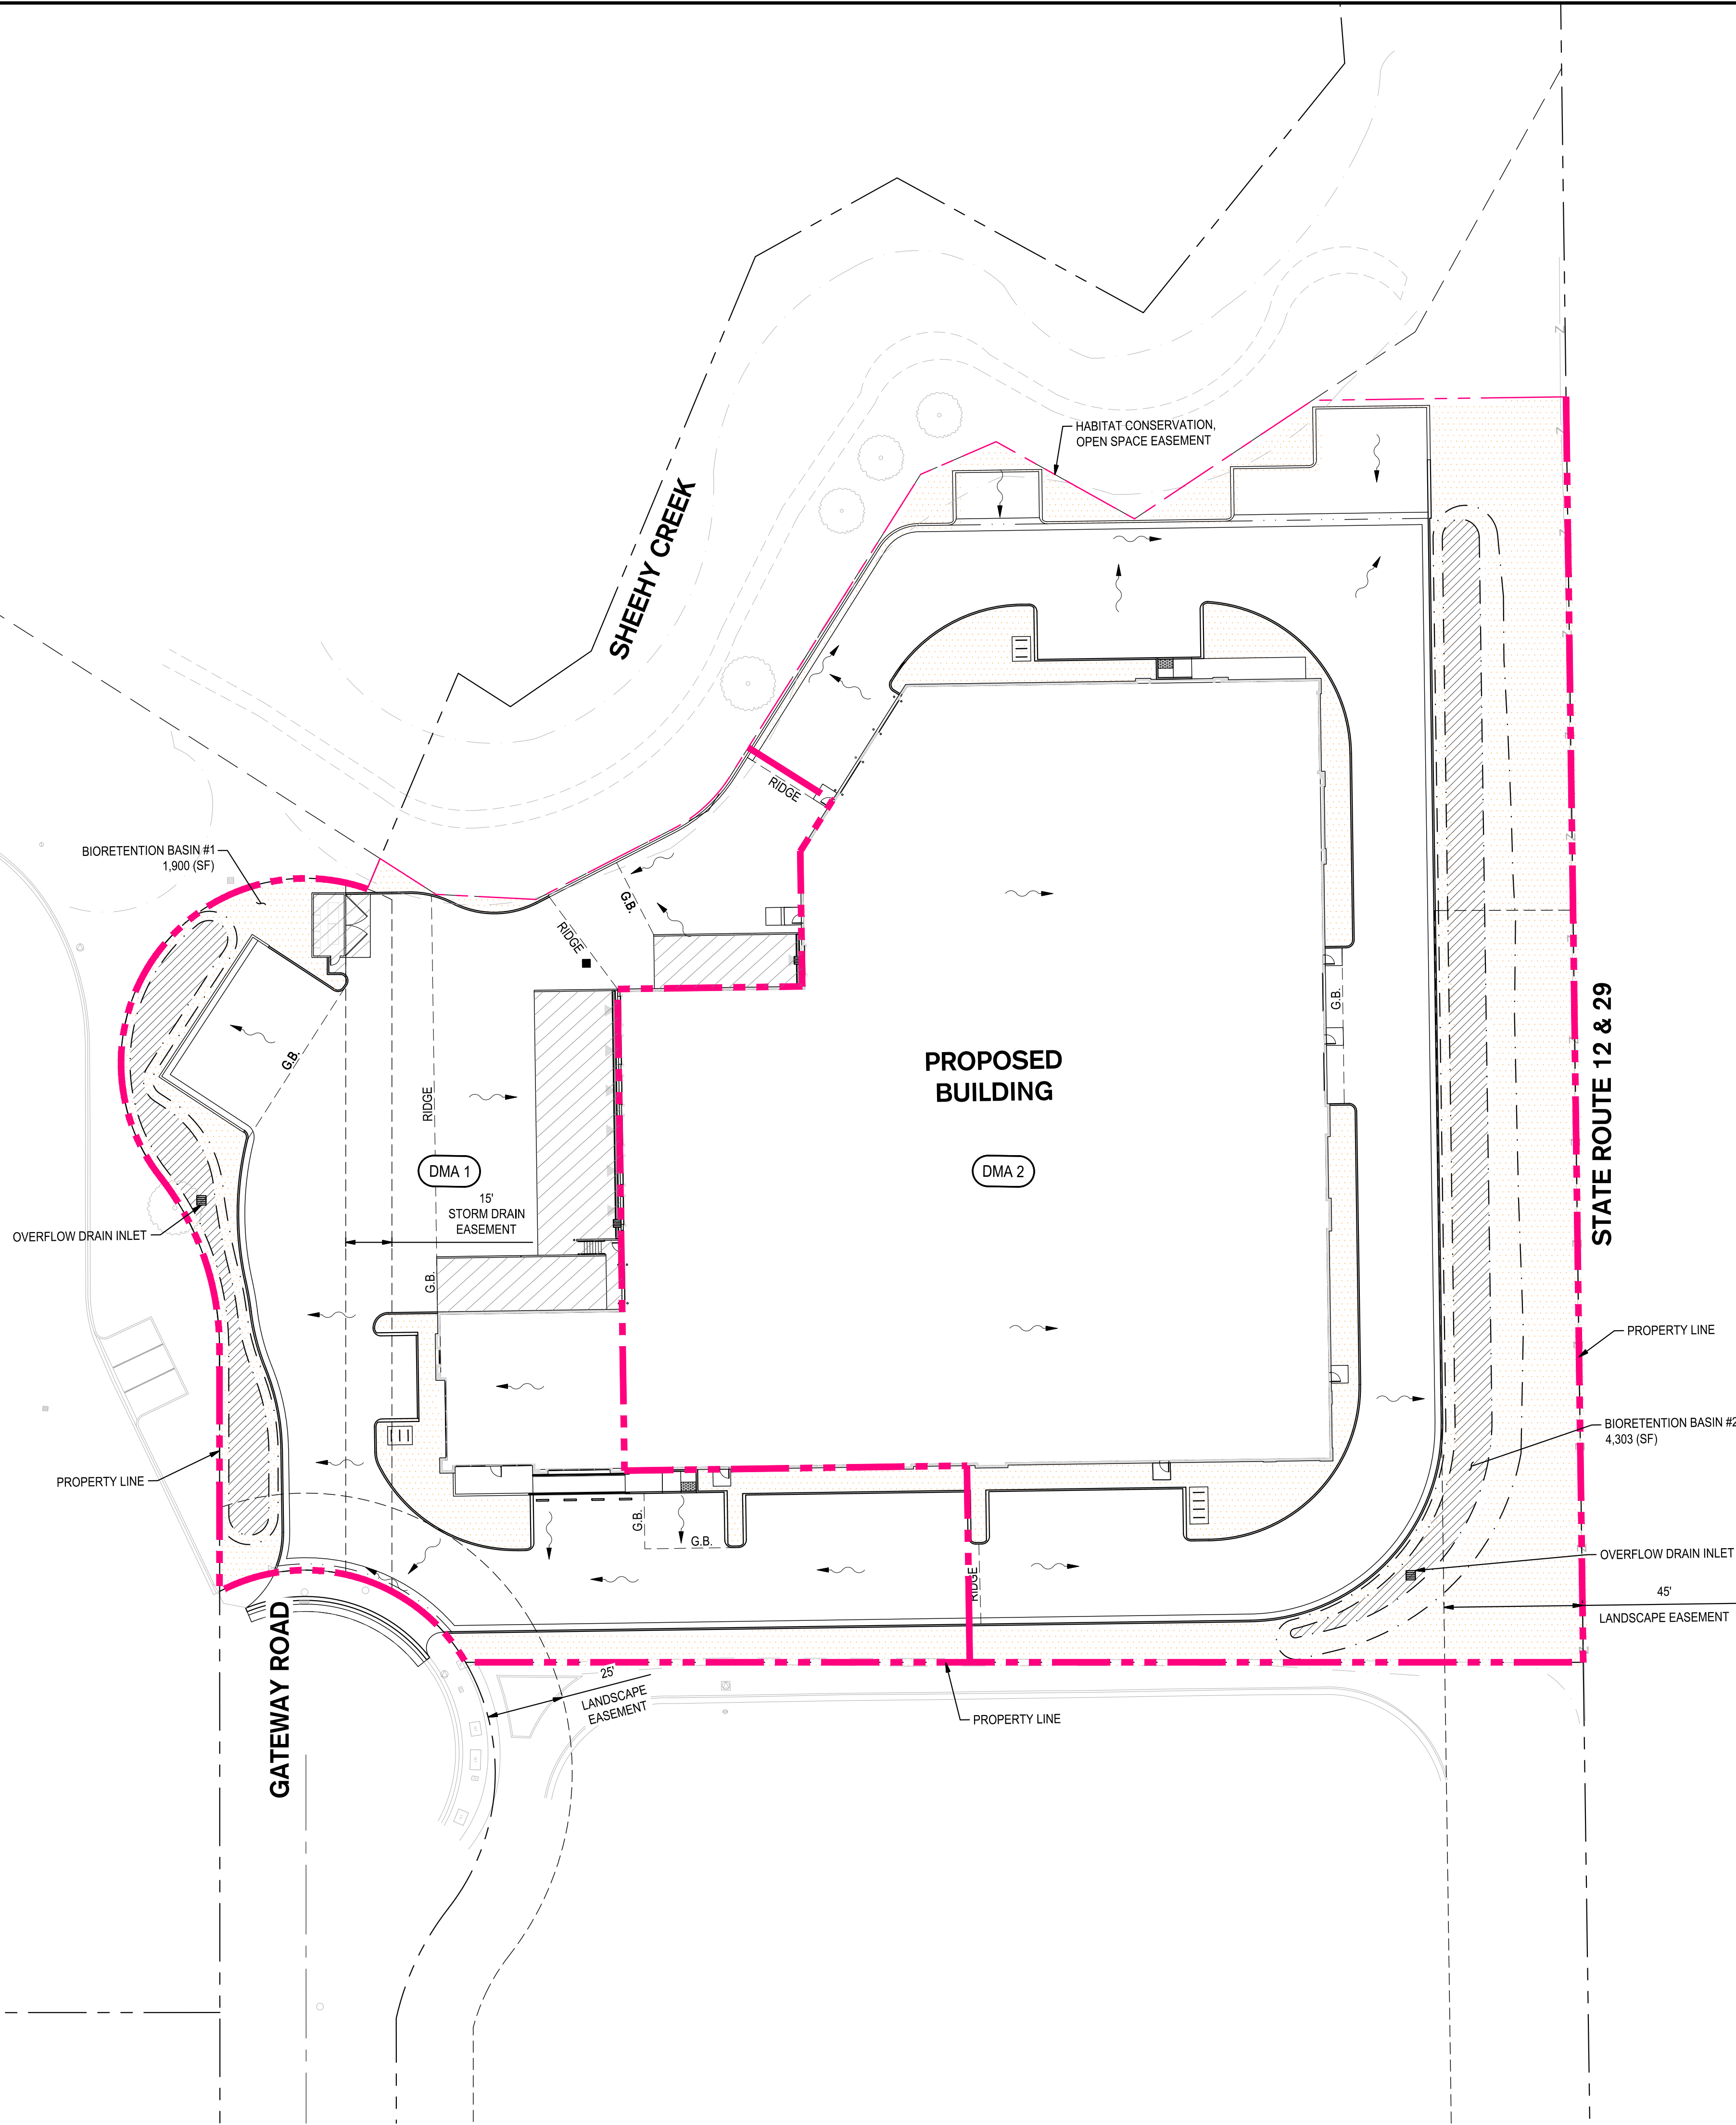 HABITAT CONSERVATION,
OPEN SPACE EASEMENT
SHEEHY CREEK
RIDGE
BIORETENTION BASIN #1
1,900 (SF)
G.B.
RIDGE
G.B.
G.B.
RIDGE
PROPOSED
BUILDING
STATE ROUTE 12 & 29
DMA 1
DMA 2
15'
STORM DRAIN
EASEMENT
OVERFLOW DRAIN INLET
G.B.
PROPERTY LINE
BIORETENTION BASIN #2
4,303 (SF)
PROPERTY LINE
G.B.
G.B.
RIDGE
OVERFLOW DRAIN INLET
45'
LANDSCAPE EASEMENT
GATEWAY ROAD
25'
LANDSCAPE
EASEMENT
PROPERTY LINE